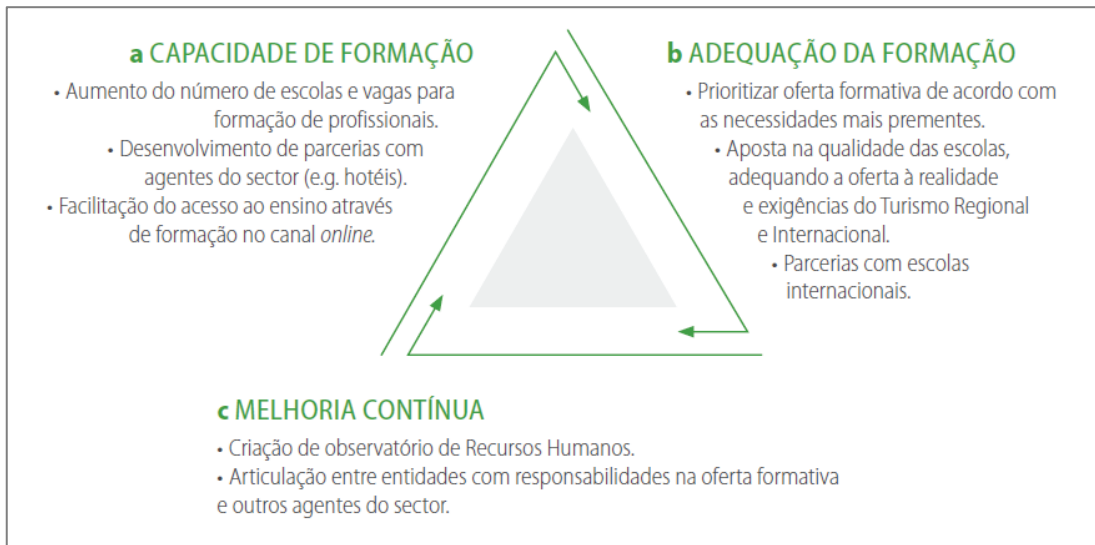 a CAPACIDADE DE FORMAÇÃO
• Aumento do número de escolas e vagas para
formação de profissionais.
• Desenvolvimento de parcerias com
agentes do sector (e.g. hotéis).
• Facilitação do acesso ao ensino através
de formação no canal online.
b ADEQUAÇÃO DA FORMAÇÃO
• Prioritizar oferta formativa de acordo com
as necessidades mais prementes.
• Aposta na qualidade das escolas,
adequando a oferta à realidade
e exigências do Turismo Regional
e Internacional.
• Parcerias com escolas
internacionais.
c MELHORIA CONTÍNUA
• Criação de observatório de Recursos Humanos.
• Articulação entre entidades com responsabilidades na oferta formativa
e outros agentes do sector.